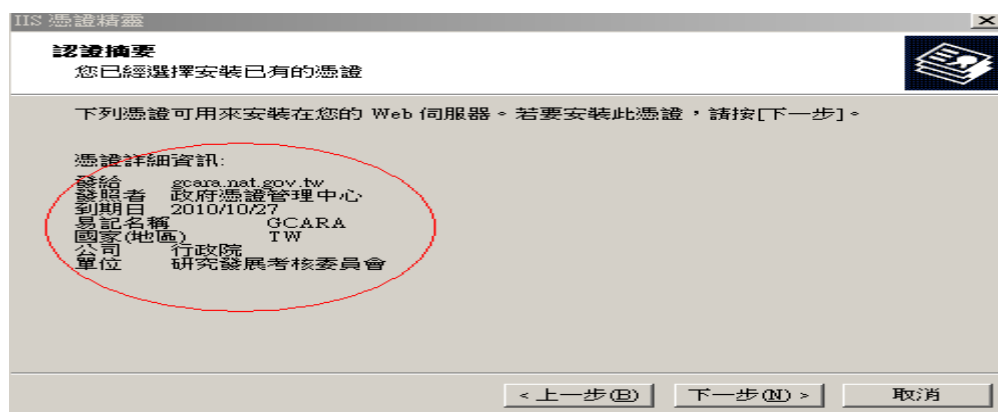 IIS 憑證精靈
認證摘要
您已經選擇安裝已有的憑證
下列憑證可用來安裝在您的 Web 伺服器。若要安裝此憑證，請按[下一步]。
憑證詳細資訊:
發給 gcara.nat.gov.tw
發照者 政府憑證管理中心
到期日 2010/10/27
易記名稱 GCARA
國家(地區) TW
公司 行政院
單位 研究發展考核委員會
< 上一步(B) 下一步(N) > 取消